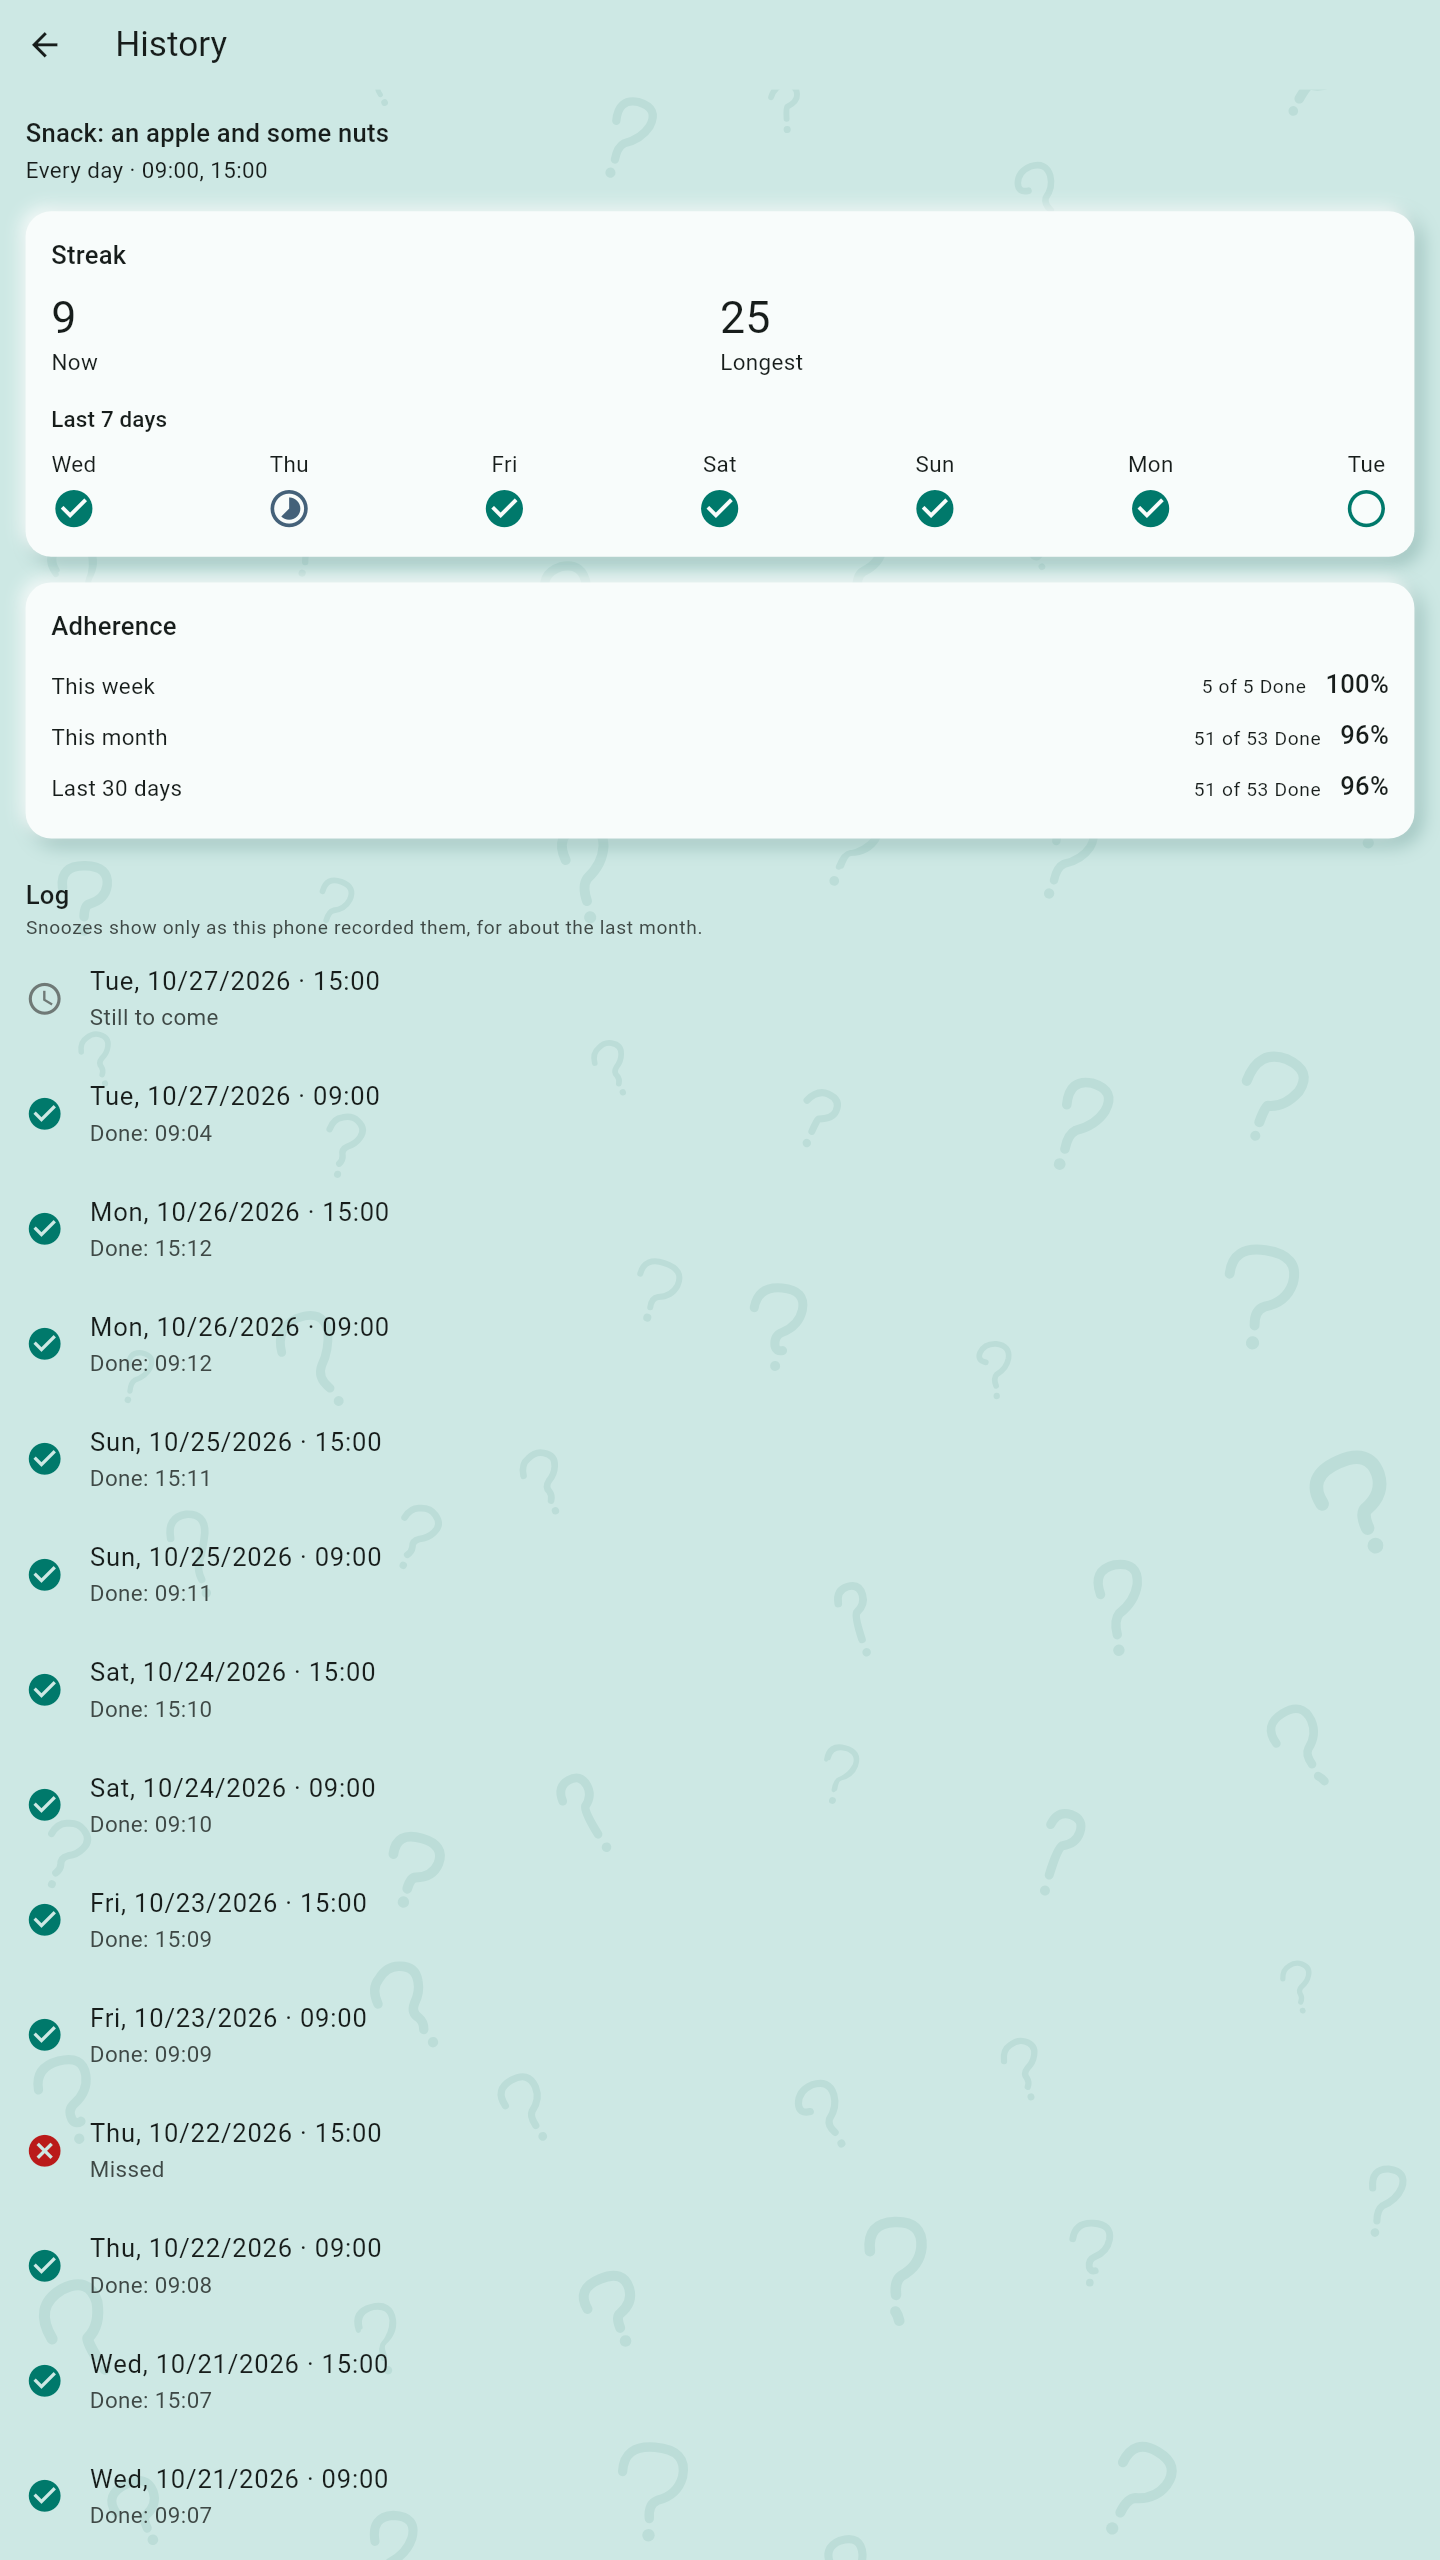 History
Snack: an apple and some nuts
Every day · 09:00, 15:00
Streak
9
Now
25
Longest
Last 7 days
Wed Thu Fri Sat Sun Mon Tue
Adherence
This week 5 of 5 Done 100%
This month 51 of 53 Done 96%
Last 30 days 51 of 53 Done 96%
Log
Snoozes show only as this phone recorded them, for about the last month.
Tue, 10/27/2026 · 15:00
Still to come
Tue, 10/27/2026 · 09:00
Done: 09:04
Mon, 10/26/2026 · 15:00
Done: 15:12
Mon, 10/26/2026 · 09:00
Done: 09:12
Sun, 10/25/2026 · 15:00
Done: 15:11
Sun, 10/25/2026 · 09:00
Done: 09:11
Sat, 10/24/2026 · 15:00
Done: 15:10
Sat, 10/24/2026 · 09:00
Done: 09:10
Fri, 10/23/2026 · 15:00
Done: 15:09
Fri, 10/23/2026 · 09:00
Done: 09:09
Thu, 10/22/2026 · 15:00
Missed
Thu, 10/22/2026 · 09:00
Done: 09:08
Wed, 10/21/2026 · 15:00
Done: 15:07
Wed, 10/21/2026 · 09:00
Done: 09:07